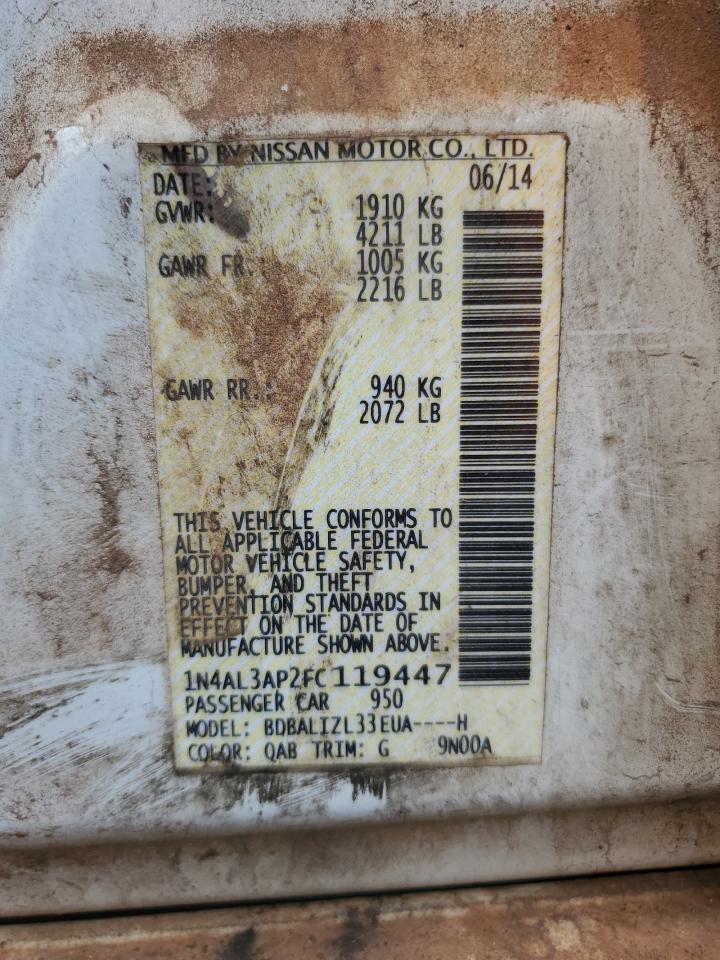 MFD BY NISSAN MOTOR CO., LTD.
DATE: 06/14
GVWR: 1910 KG
4211 LB
GAWR FR. 1005 KG
2216 LB
GAWR RR.: 940 KG
2072 LB
THIS VEHICLE CONFORMS TO
ALL APPLICABLE FEDERAL
MOTOR VEHICLE SAFETY,
BUMPER, AND THEFT
PREVENTION STANDARDS IN
EFFECT ON THE DATE OF
MANUFACTURE SHOWN ABOVE.
1N4AL3AP2FC119447
PASSENGER CAR 950
MODEL: BDBALIZL33EUA----H
COLOR: QAB TRIM: G 9N00A